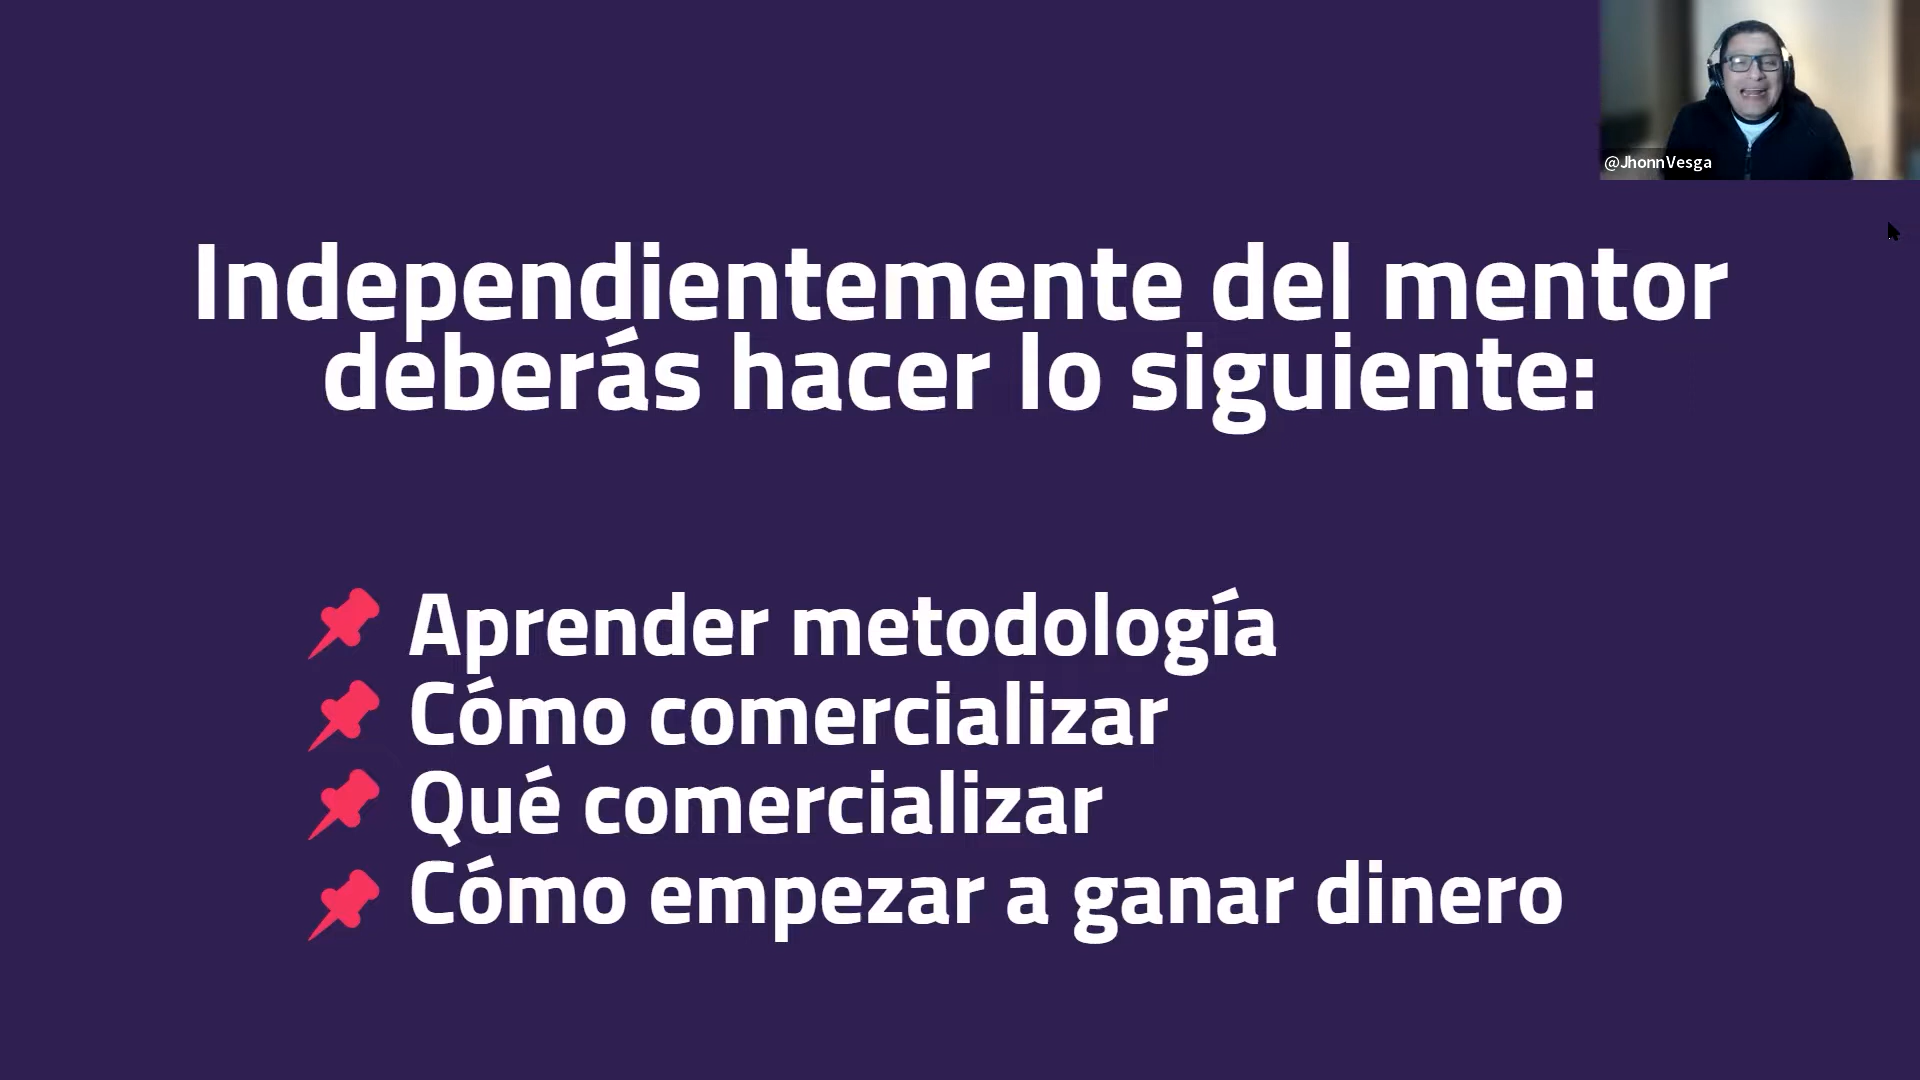 @JhonnVesga
Independientemente del mentor
deberás hacer lo siguiente:
Aprender metodología
Cómo comercializar
Qué comercializar
Cómo empezar a ganar dinero